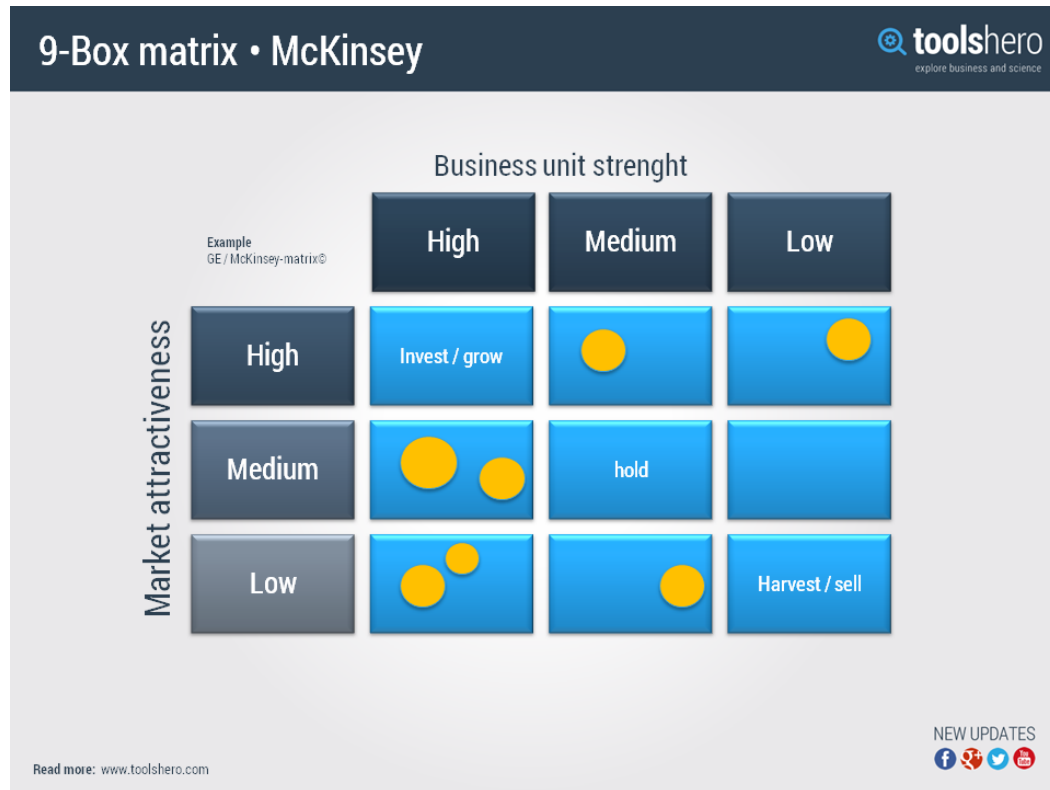 9-Box matrix • McKinsey
toolshero
explore business and science
Business unit strenght
Example
GE / McKinsey-matrix©
High
Medium
Low
Market attractiveness
High
Invest / grow
Medium
hold
Low
Harvest / sell
NEW UPDATES
Read more: www.toolshero.com